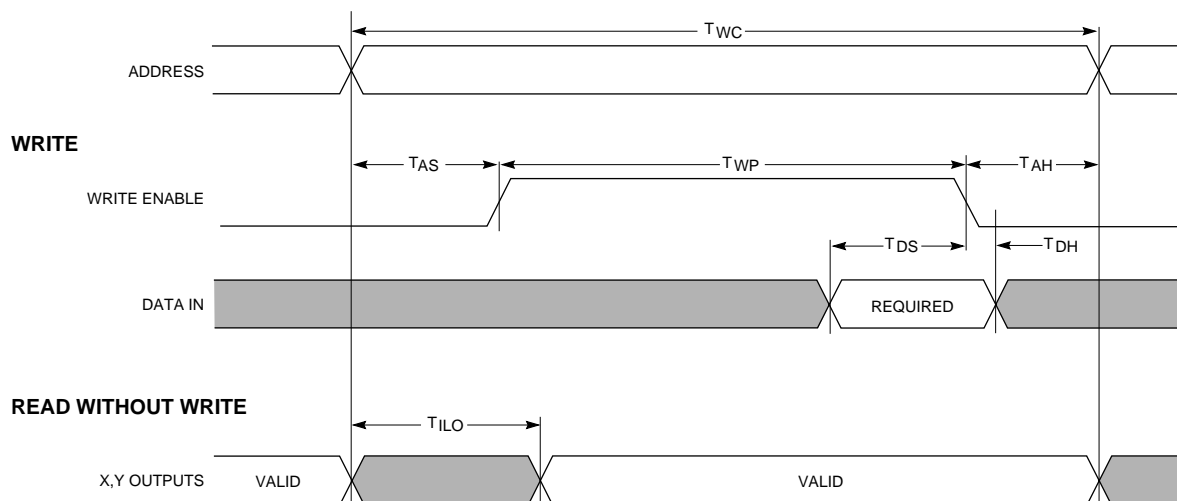 TWC
ADDRESS
WRITE
TAS TWP TAH
WRITE ENABLE
TDS TDH
DATA IN REQUIRED
READ WITHOUT WRITE
TILO
X,Y OUTPUTS VALID VALID